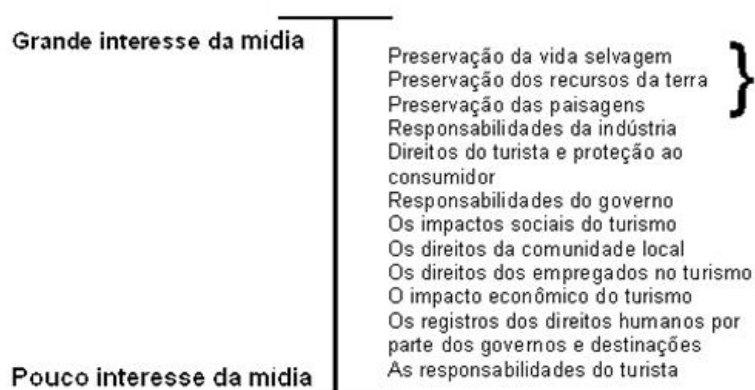 Grande interesse da midia
Preservação da vida selvagem
Preservação dos recursos da terra
Preservação das paisagens
Responsabilidades da indústria
Direitos do turista e proteção ao
consumidor
Responsabilidades do governo
Os impactos sociais do turismo
Os direitos da comunidade local
Os direitos dos empregados no turismo
O impacto econômico do turismo
Os registros dos direitos humanos por
parte dos governos e destinações
As responsabilidades do turista
Pouco interesse da midia